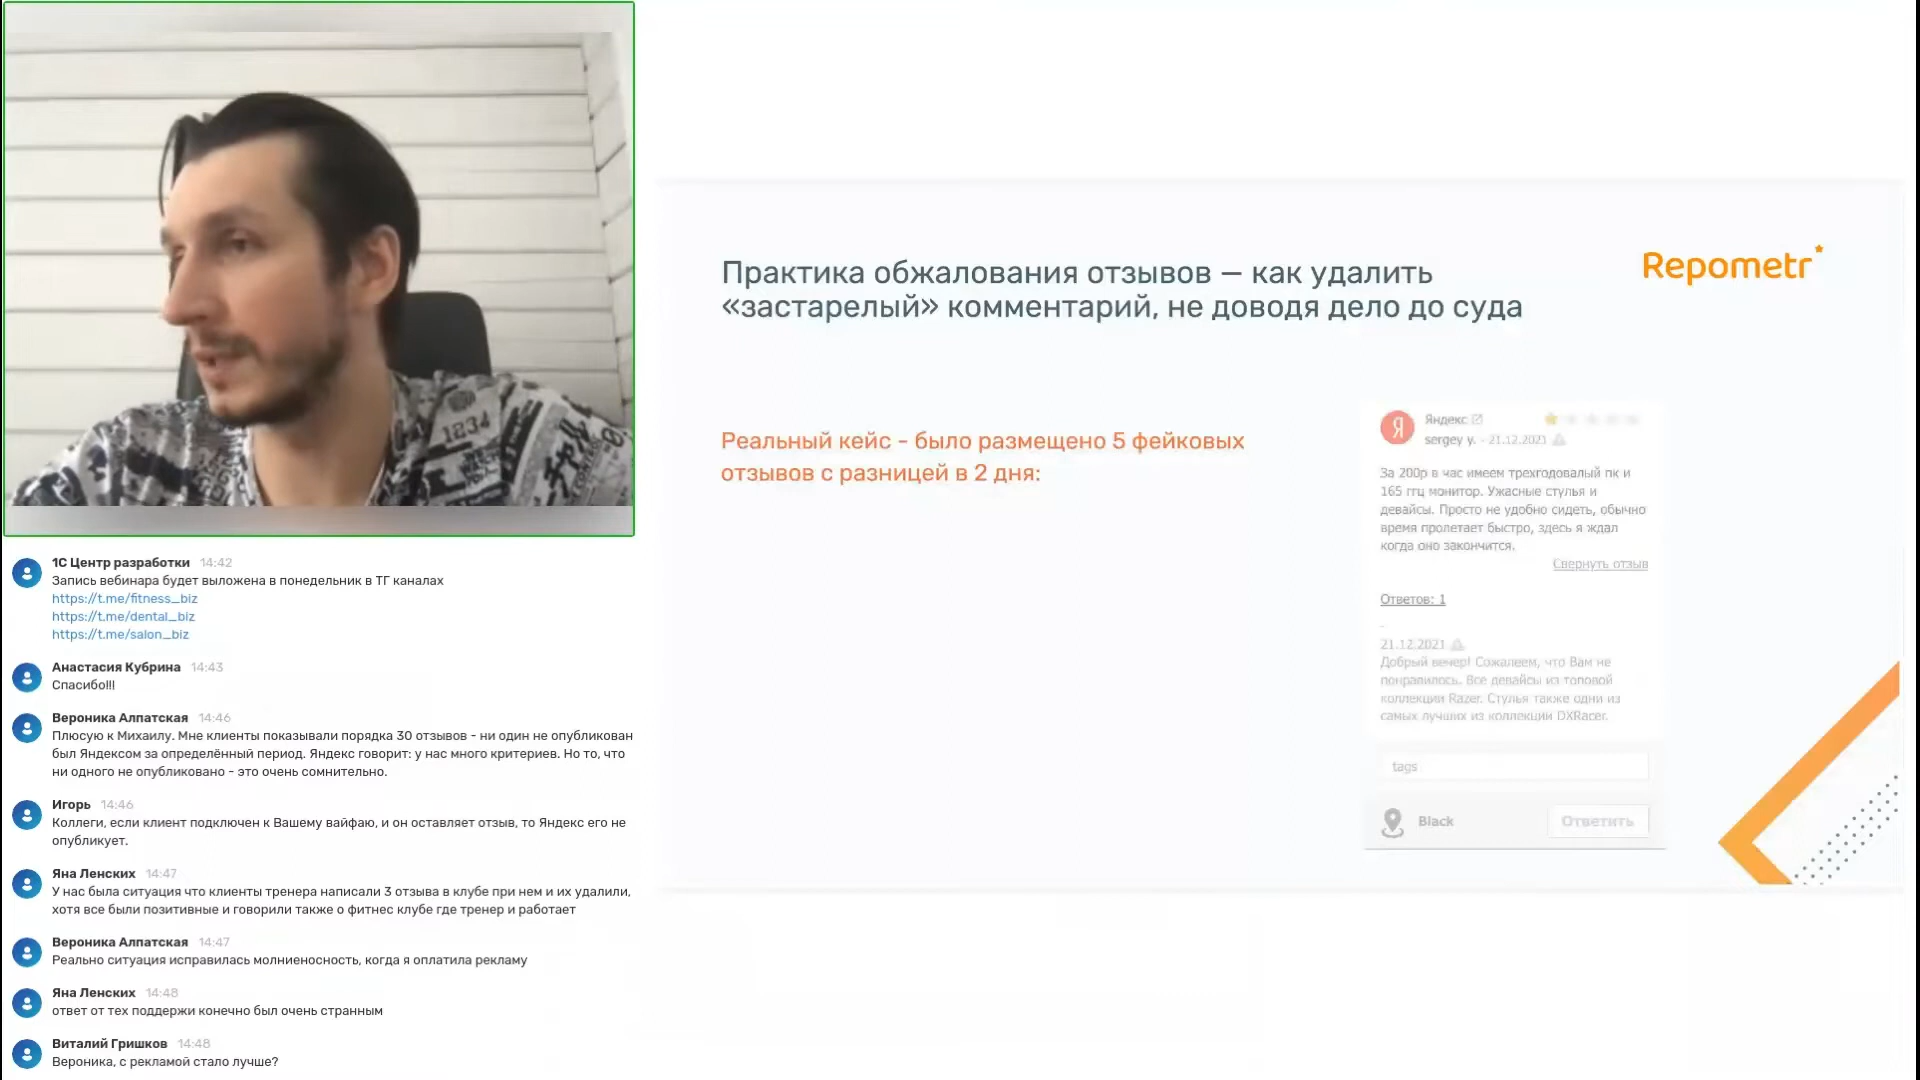 1234
1С Центр разработки 14:42
Запись вебинара будет выложена в понедельник в ТГ каналах
https://t.me/fitness_biz
https://t.me/dental_biz
https://t.me/salon_biz
Анастасия Кубрина 14:43
Спасибо!!!
Вероника Алпатская 14:46
Плюсую к Михаилу. Мне клиенты показывали порядка 30 отзывов - ни один не опубликован
был Яндексом за определённый период. Яндекс говорит: у нас много критериев. Но то, что
ни одного не опубликовано - это очень сомнительно.
Игорь 14:46
Коллеги, если клиент подключен к Вашему вайфаю, и он оставляет отзыв, то Яндекс его не
опубликует.
Яна Ленских 14:47
У нас была ситуация что клиенты тренера написали 3 отзыва в клубе при нем и их удалили,
хотя все были позитивные и говорили также о фитнес клубе где тренер и работает
Вероника Алпатская 14:47
Реально ситуация исправилась молниеносность, когда я оплатила рекламу
Яна Ленских 14:48
ответ от тех поддержи конечно был очень странным
Виталий Гришков 14:48
Вероника, с рекламой стало лучше?
Практика обжалования отзывов — как удалить
«застарелый» комментарий, не доводя дело до суда
Repometr
Реальный кейс - было размещено 5 фейковых
отзывов с разницей в 2 дня:
Я
Яндекс
sergey y. - 21.12.2021
За 200р в час имеем трехгодовалый пк и
165 ггц монитор. Ужасные стулья и
девайсы. Просто не удобно сидеть, обычно
время пролетает быстро, здесь я ждал
когда оно закончится.
Свернуть отзыв
Ответов: 1
-
21.12.2021
Добрый вечер! Сожалеем, что Вам не
понравилось. Все девайсы из топовой
коллекции Razer. Стулья также одни из
самых лучших из коллекции DXRacer.
tags
Black
Ответить